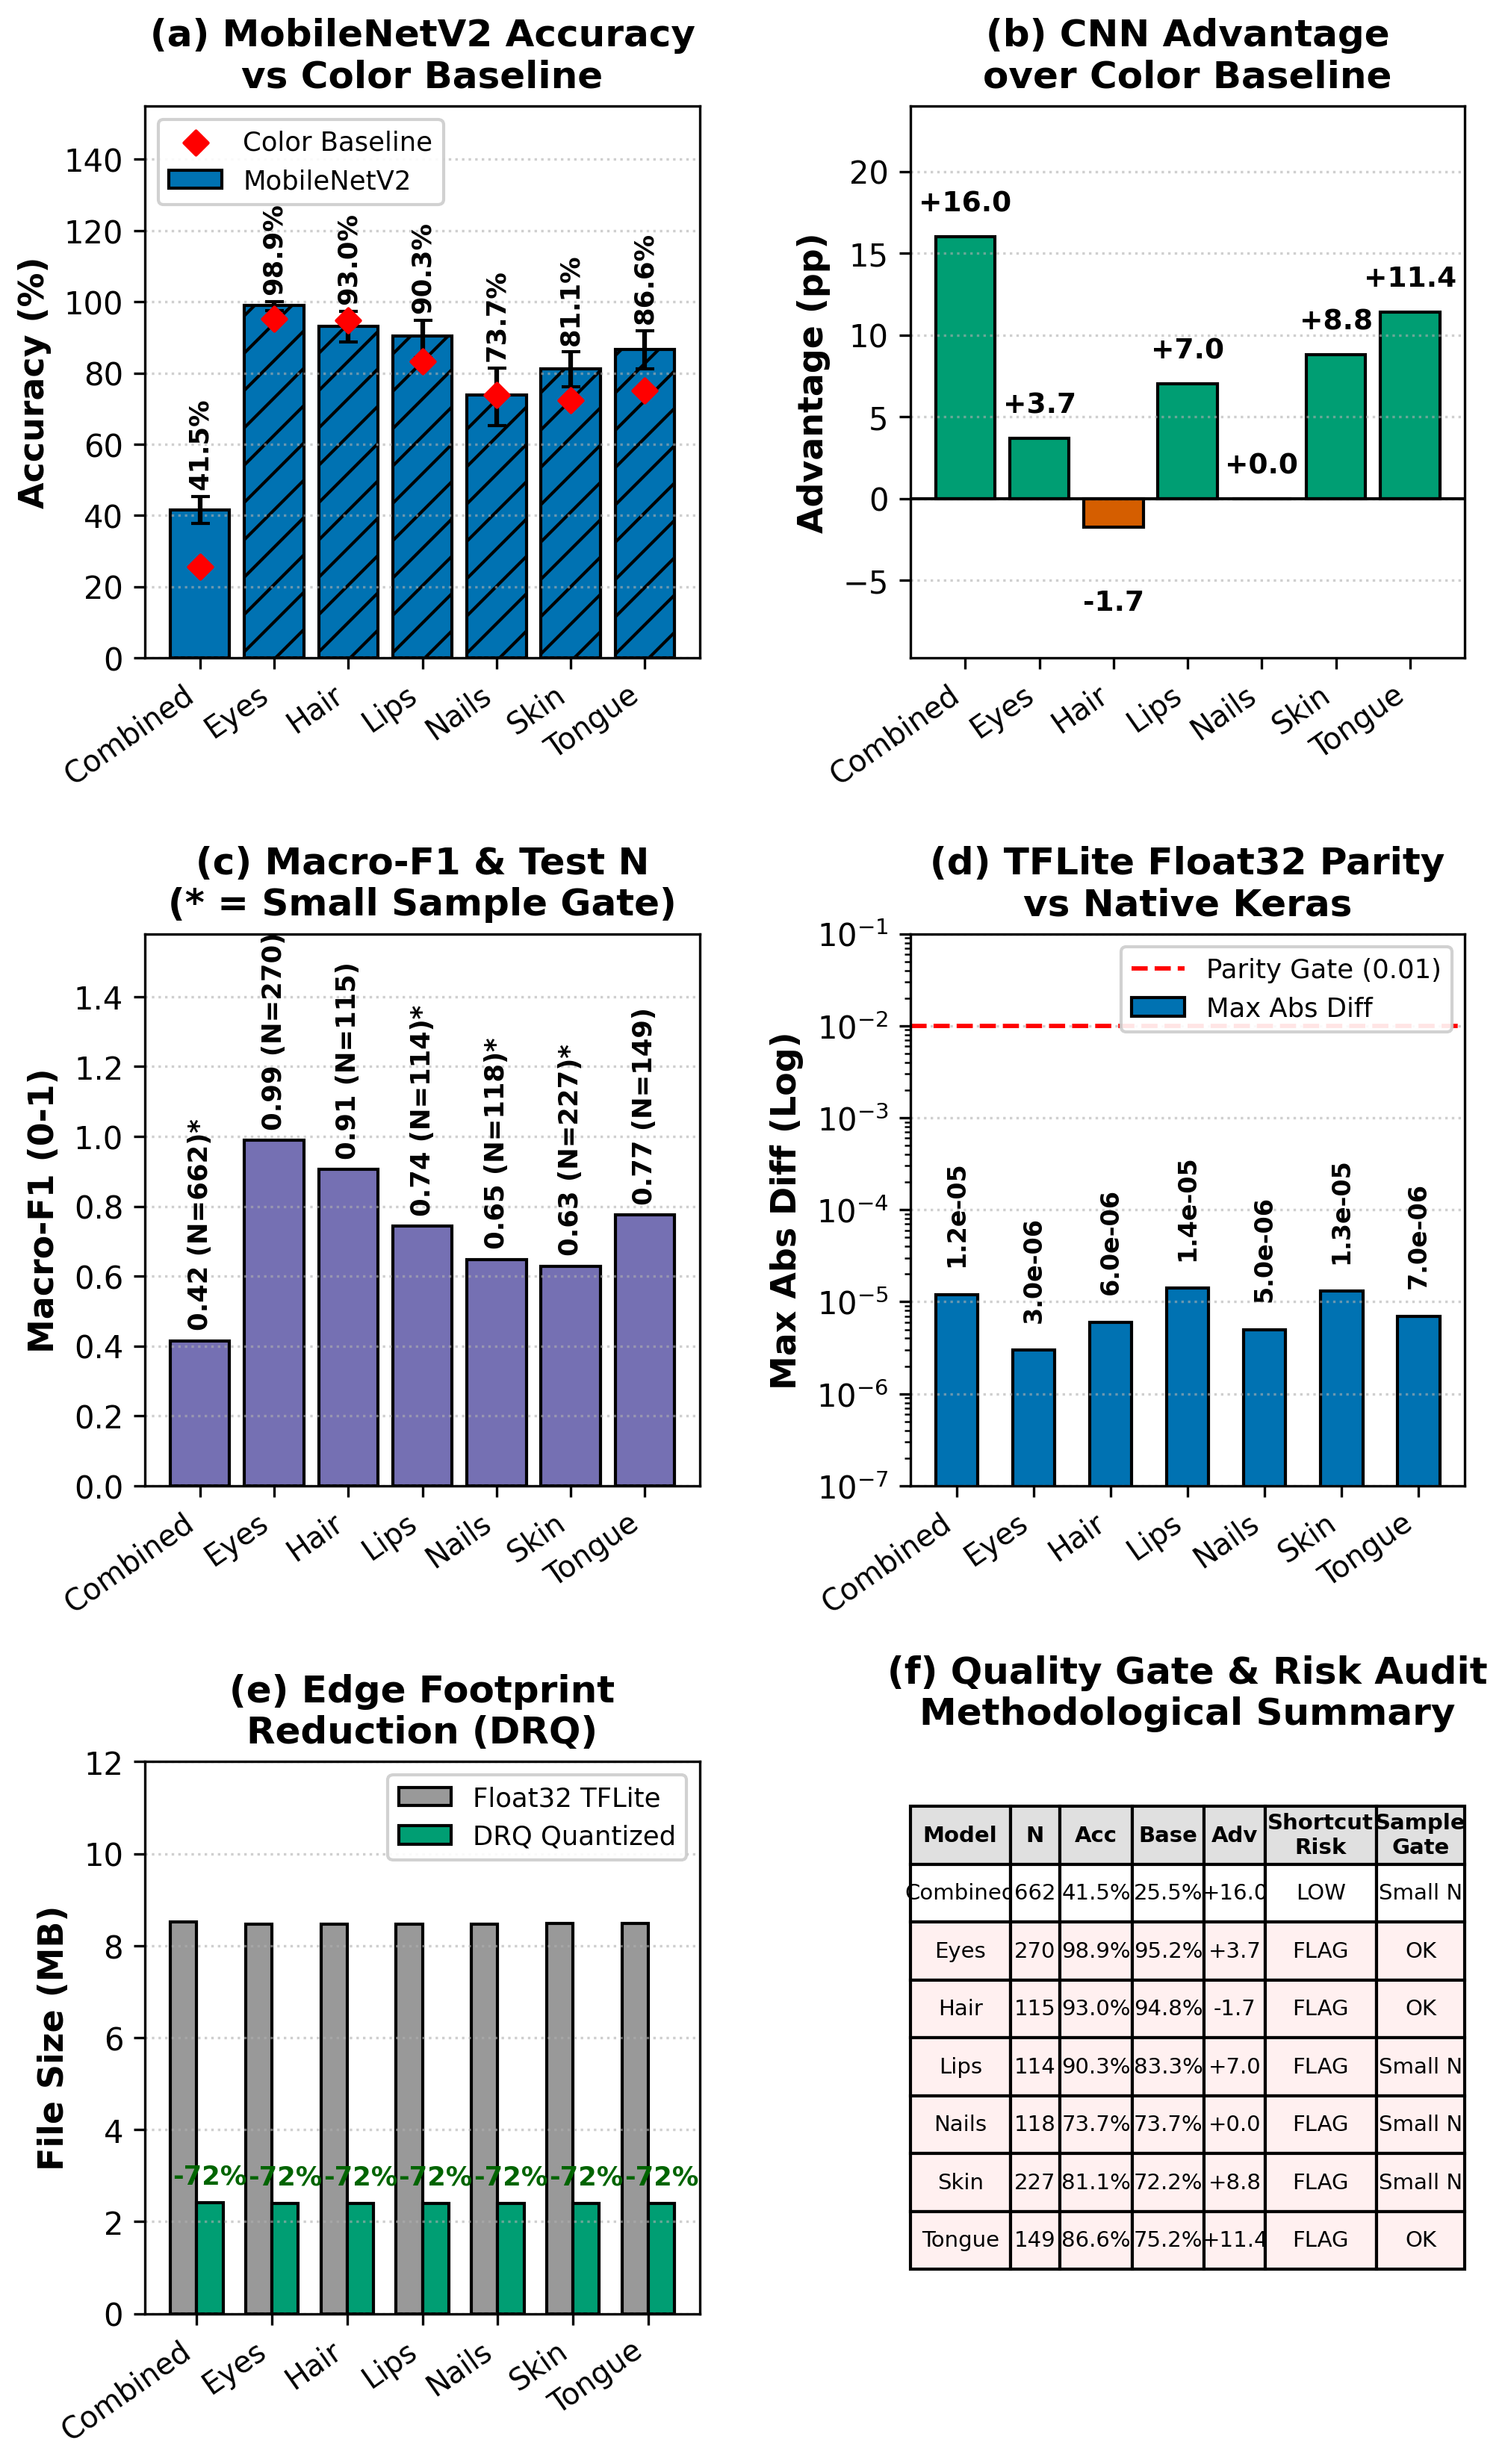 (a) MobileNetV2 Accuracy
vs Color Baseline
Color Baseline
MobileNetV2
Accuracy (%)
140
120
100
80
60
40
20
0
41.5%
98.9%
93.0%
90.3%
73.7%
81.1%
86.6%
Combined
Eyes
Hair
Lips
Nails
Skin
Tongue
(b) CNN Advantage
over Color Baseline
Advantage (pp)
20
15
10
5
0
−5
+16.0
+3.7
-1.7
+7.0
+0.0
+8.8
+11.4
Combined
Eyes
Hair
Lips
Nails
Skin
Tongue
(c) Macro-F1 & Test N
(* = Small Sample Gate)
Macro-F1 (0-1)
1.4
1.2
1.0
0.8
0.6
0.4
0.2
0.0
0.42 (N=662)*
0.99 (N=270)
0.91 (N=115)
0.74 (N=114)*
0.65 (N=118)*
0.63 (N=227)*
0.77 (N=149)
Combined
Eyes
Hair
Lips
Nails
Skin
Tongue
(d) TFLite Float32 Parity
vs Native Keras
Parity Gate (0.01)
Max Abs Diff
Max Abs Diff (Log)
10⁻¹
10⁻²
10⁻³
10⁻⁴
10⁻⁵
10⁻⁶
10⁻⁷
1.2e-05
3.0e-06
6.0e-06
1.4e-05
5.0e-06
1.3e-05
7.0e-06
Combined
Eyes
Hair
Lips
Nails
Skin
Tongue
(e) Edge Footprint
Reduction (DRQ)
Float32 TFLite
DRQ Quantized
File Size (MB)
12
10
8
6
4
2
0
-72%
-72%
-72%
-72%
-72%
-72%
-72%
Combined
Eyes
Hair
Lips
Nails
Skin
Tongue
(f) Quality Gate & Risk Audit
Methodological Summary
Model N Acc Base Adv Shortcut Risk Sample Gate
Combined 662 41.5% 25.5% +16.0 LOW Small N
Eyes 270 98.9% 95.2% +3.7 FLAG OK
Hair 115 93.0% 94.8% -1.7 FLAG OK
Lips 114 90.3% 83.3% +7.0 FLAG Small N
Nails 118 73.7% 73.7% +0.0 FLAG Small N
Skin 227 81.1% 72.2% +8.8 FLAG Small N
Tongue 149 86.6% 75.2% +11.4 FLAG OK